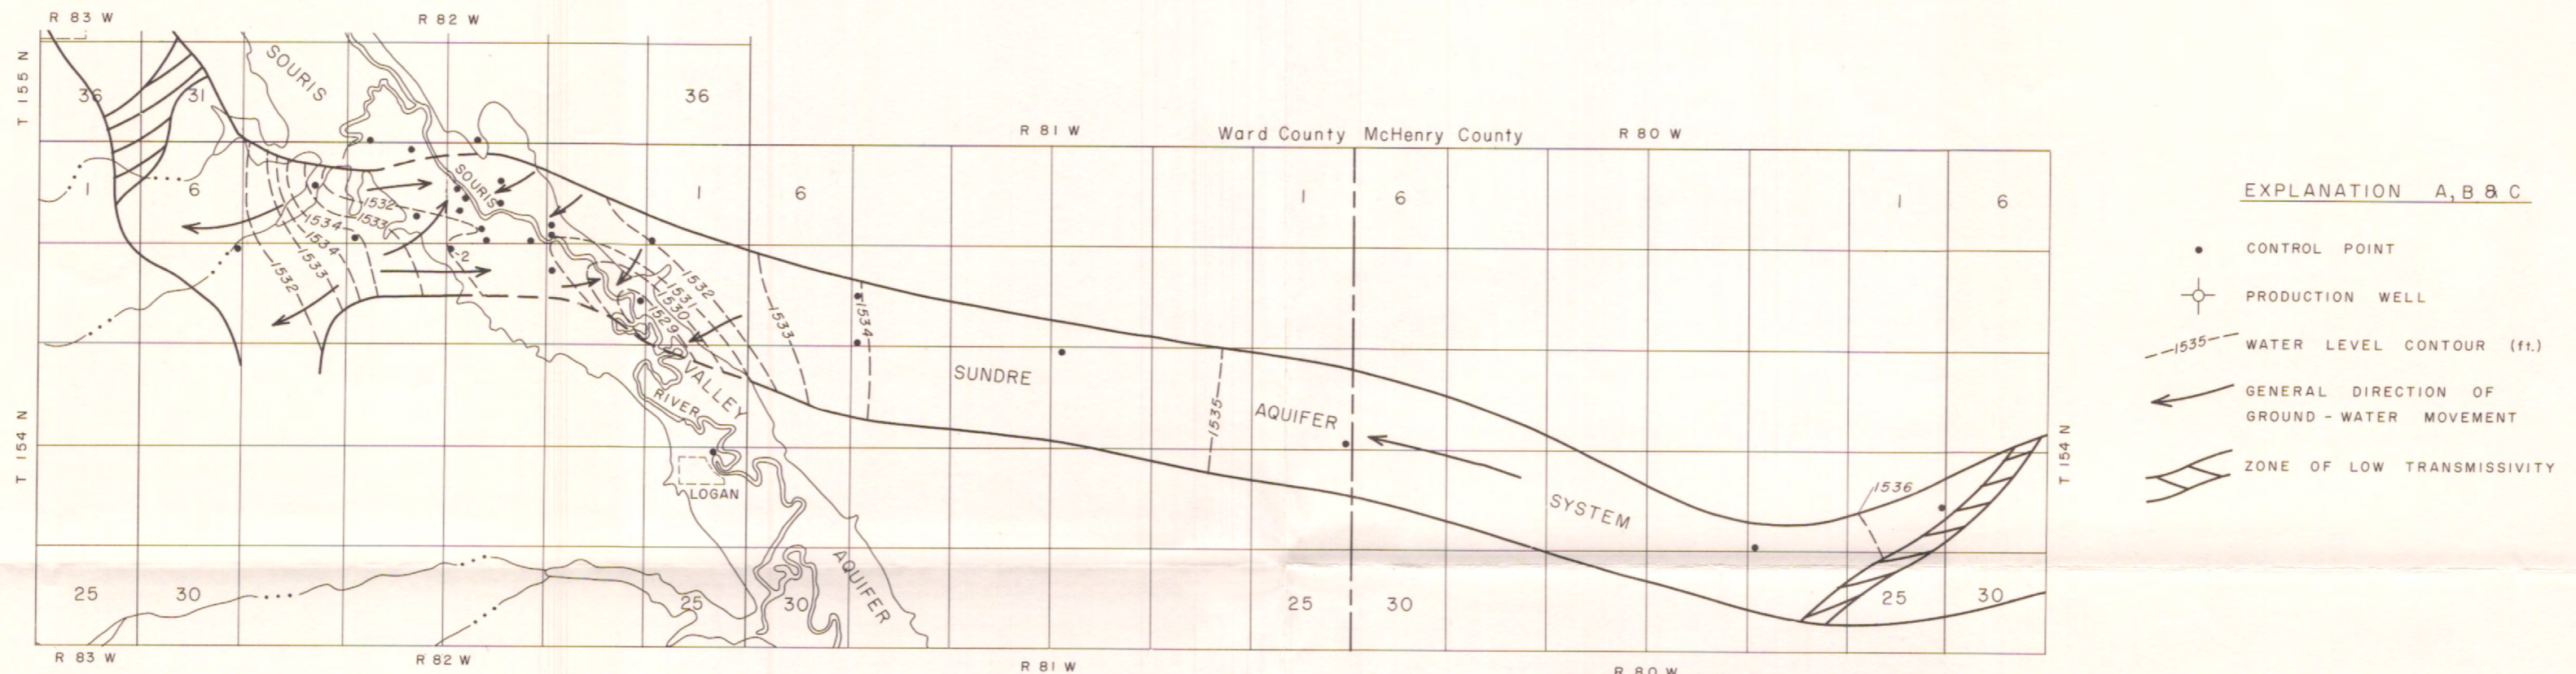 R 83 W
R 82 W
T 155 N
SOURIS
36
31
36
R 81 W
Ward County
McHenry County
R 80 W
1
6
SOURIS
1
6
1
6
1
6
1532
1533
1534
1534
1533
1532
2
1532
1531
1530
1529
1533
1534
SUNDRE
1535
AQUIFER
SYSTEM
1536
VALLEY
RIVER
LOGAN
AQUIFER
T 154 N
T 154 N
25
30
25
30
25
30
25
30
R 83 W
R 82 W
R 81 W
R 80 W
EXPLANATION A, B & C
CONTROL POINT
PRODUCTION WELL
1535
WATER LEVEL CONTOUR (ft.)
GENERAL DIRECTION OF
GROUND - WATER MOVEMENT
ZONE OF LOW TRANSMISSIVITY